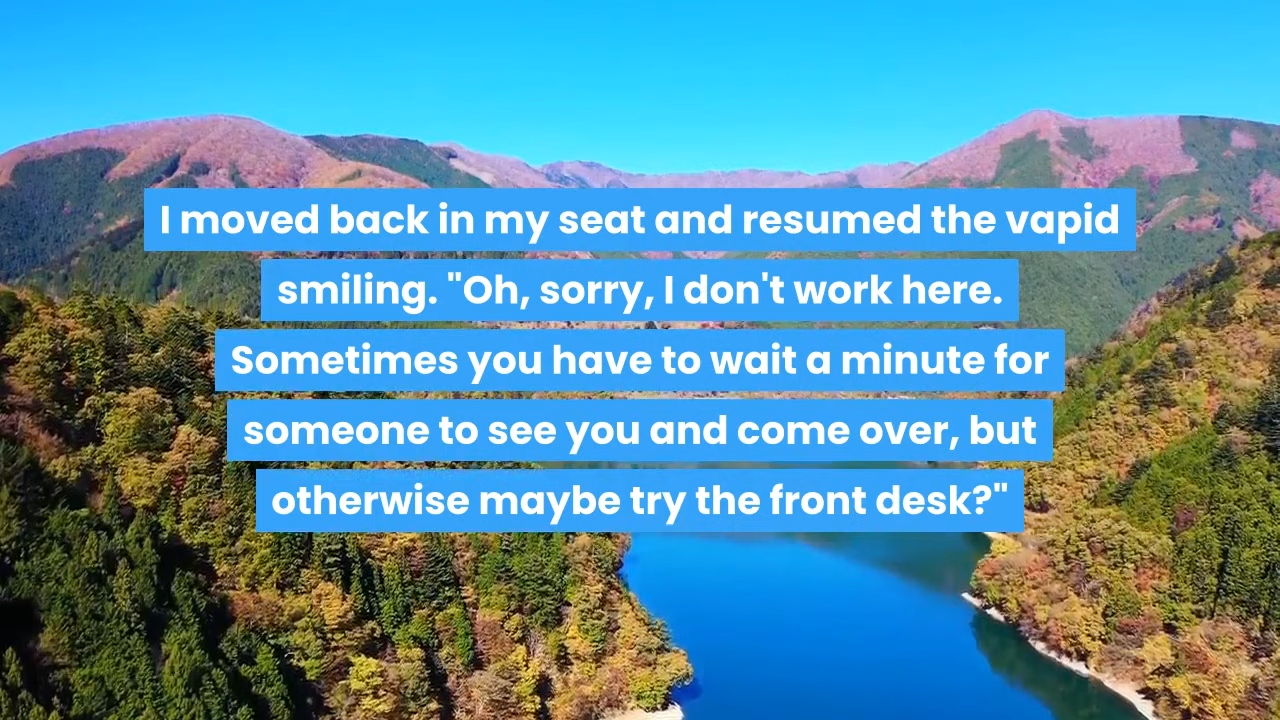 I moved back in my seat and resumed the vapid
smiling. "Oh, sorry, I don't work here.
Sometimes you have to wait a minute for
someone to see you and come over, but
otherwise maybe try the front desk?"